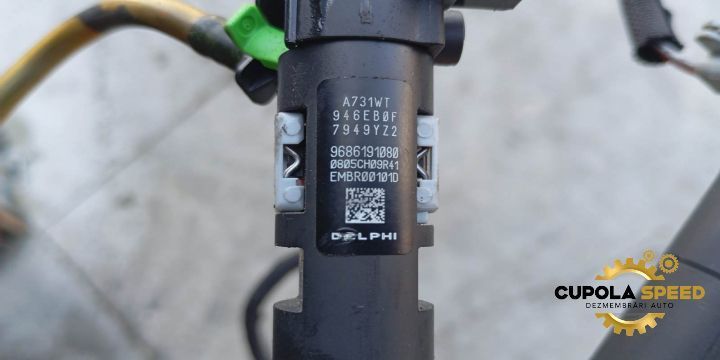 A731WT
946EB0F
7949YZ2
9686191080
0805CH09R41
EMBR00101D
DELPHI
CUPOLA SPEED
DEZMEMBRĂRI AUTO